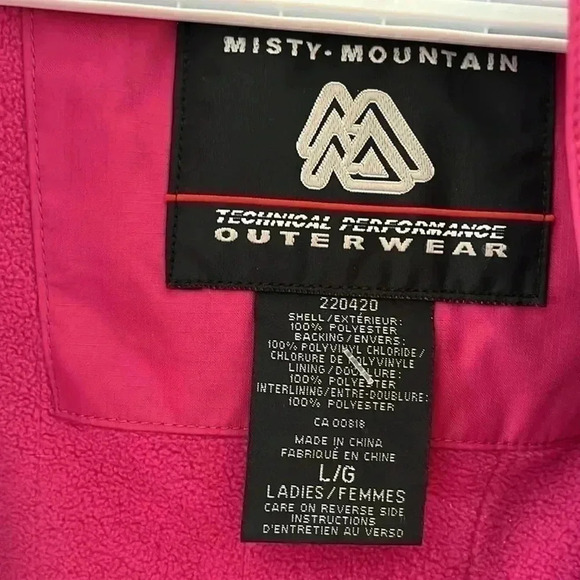 MISTY-MOUNTAIN
TECHNICAL PERFORMANCE
OUTERWEAR
220420
SHELL/EXTÉRIEUR:
100% POLYESTER
BACKING/ENVERS:
100% POLYVINYL CHLORIDE/
CHLORURE DE POLYVINYLE
LINING/DOUBLURE:
100% POLYESTER
INTERLINING/ENTRE-DOUBLURE:
100% POLYESTER
CA 00818
MADE IN CHINA
FABRIQUÉ EN CHINE
L/G
LADIES/FEMMES
CARE ON REVERSE SIDE
INSTRUCTIONS
D'ENTRETIEN AU VERSO